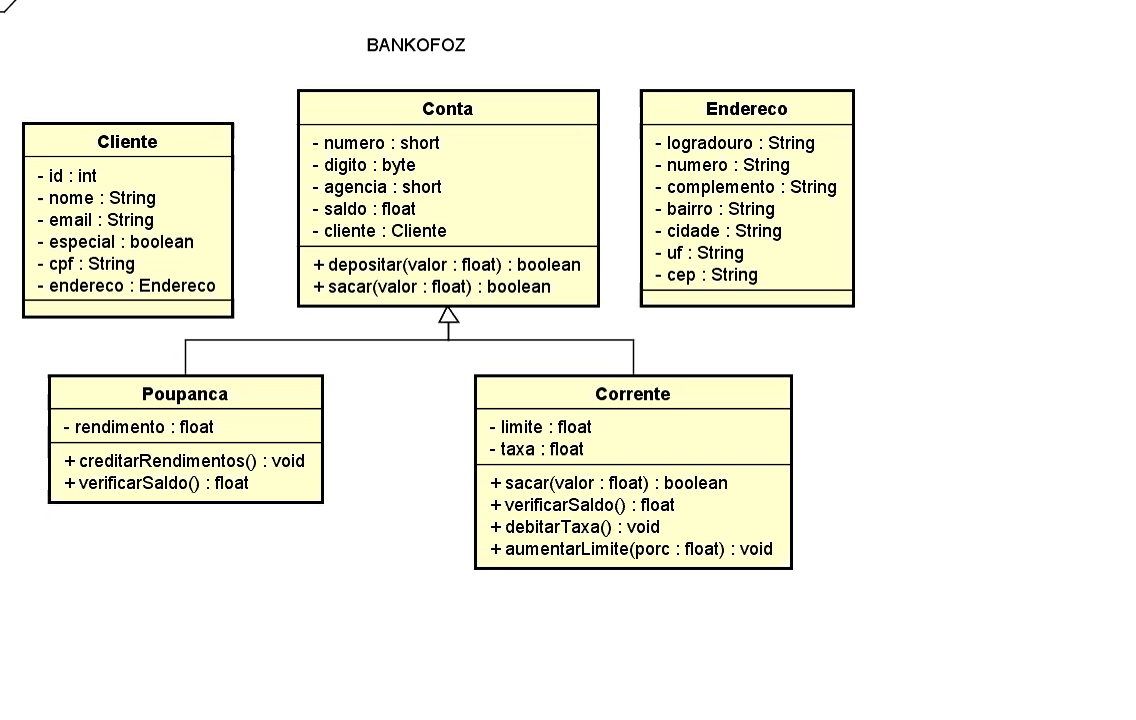 BANKOFOZ
Cliente
- id : int
- nome : String
- email : String
- especial : boolean
- cpf : String
- endereco : Endereco
Conta
- numero : short
- digito : byte
- agencia : short
- saldo : float
- cliente : Cliente
+ depositar(valor : float) : boolean
+ sacar(valor : float) : boolean
Endereco
- logradouro : String
- numero : String
- complemento : String
- bairro : String
- cidade : String
- uf : String
- cep : String
Poupanca
- rendimento : float
+ creditarRendimentos() : void
+ verificarSaldo() : float
Corrente
- limite : float
- taxa : float
+ sacar(valor : float) : boolean
+ verificarSaldo() : float
+ debitarTaxa() : void
+ aumentarLimite(porc : float) : void